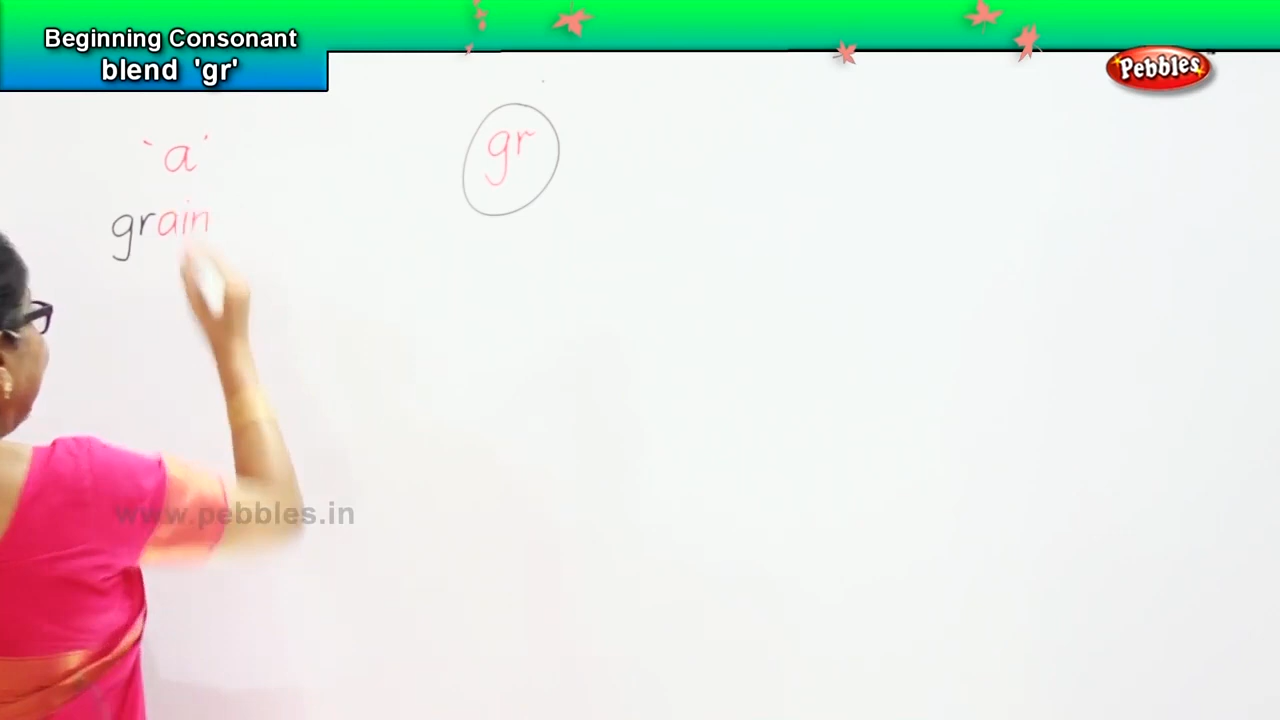 Beginning Consonant
blend 'gr'
Pebbles
'a'
gr
grain
www.pebbles.in